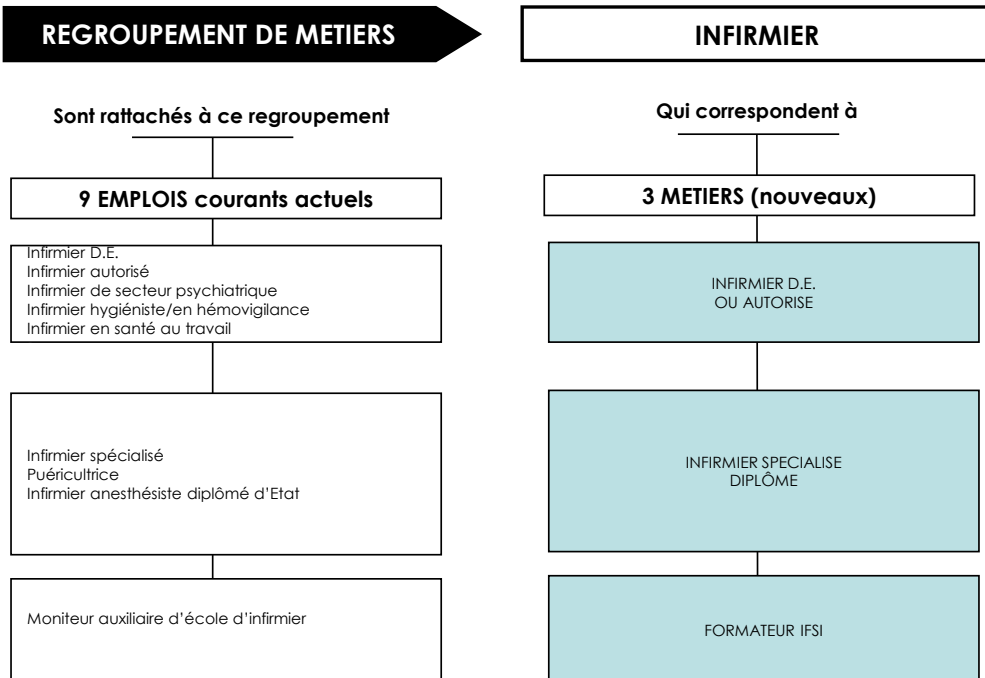 REGROUPEMENT DE METIERS
INFIRMIER
Sont rattachés à ce regroupement
Qui correspondent à
9 EMPLOIS courants actuels
3 METIERS (nouveaux)
Infirmier D.E.
Infirmier autorisé
Infirmier de secteur psychiatrique
Infirmier hygiéniste/en hémovigilance
Infirmier en santé au travail
INFIRMIER D.E.
OU AUTORISE
Infirmier spécialisé
Puéricultrice
Infirmier anesthésiste diplômé d'Etat
INFIRMIER SPECIALISE
DIPLÔME
Moniteur auxiliaire d'école d'infirmier
FORMATEUR IFSI